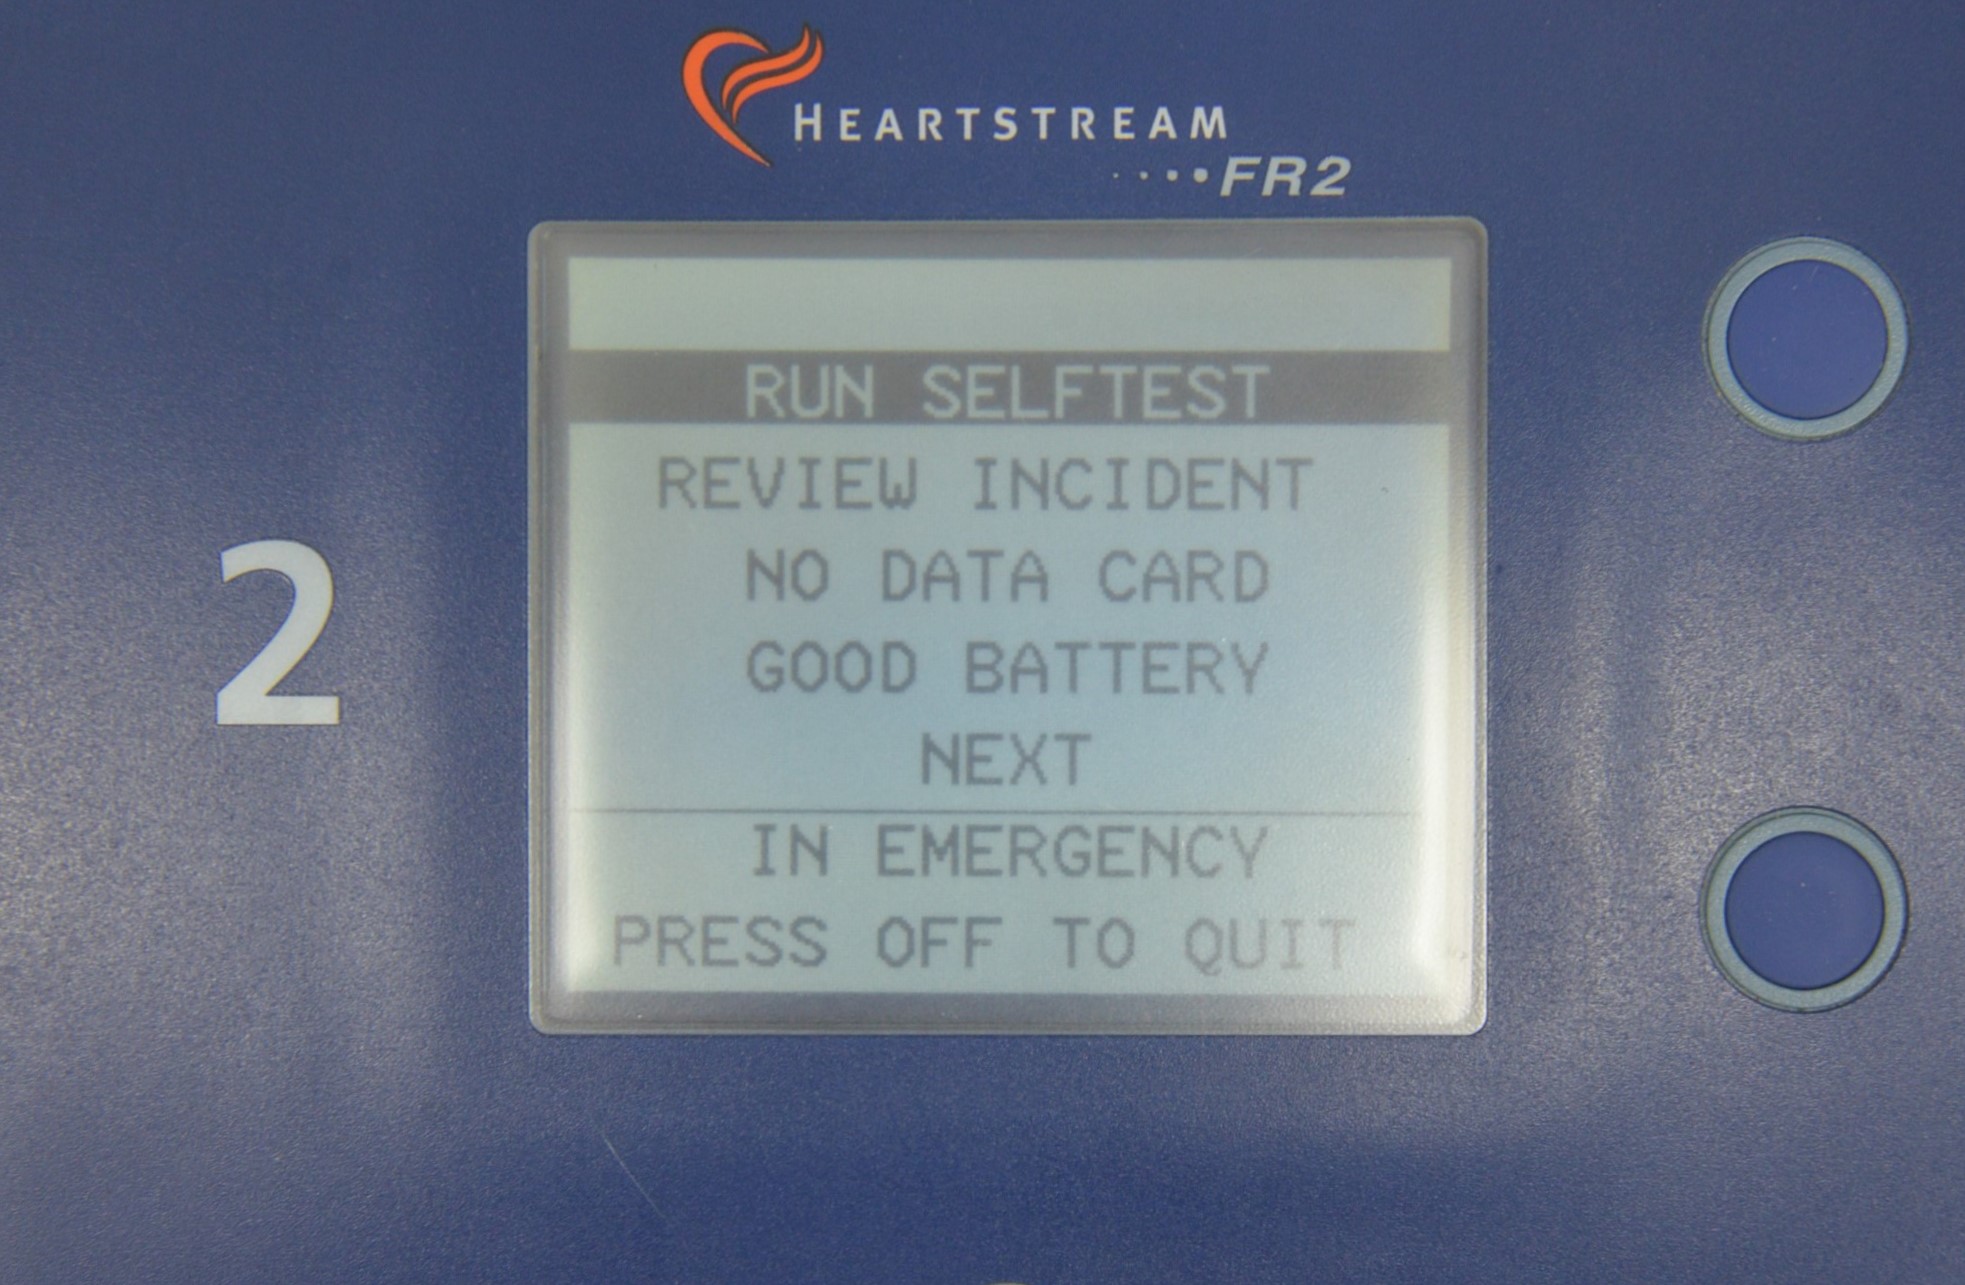 HEARTSTREAM
FR2
RUN SELFTEST
REVIEW INCIDENT
NO DATA CARD
GOOD BATTERY
NEXT
IN EMERGENCY
PRESS OFF TO QUIT
2